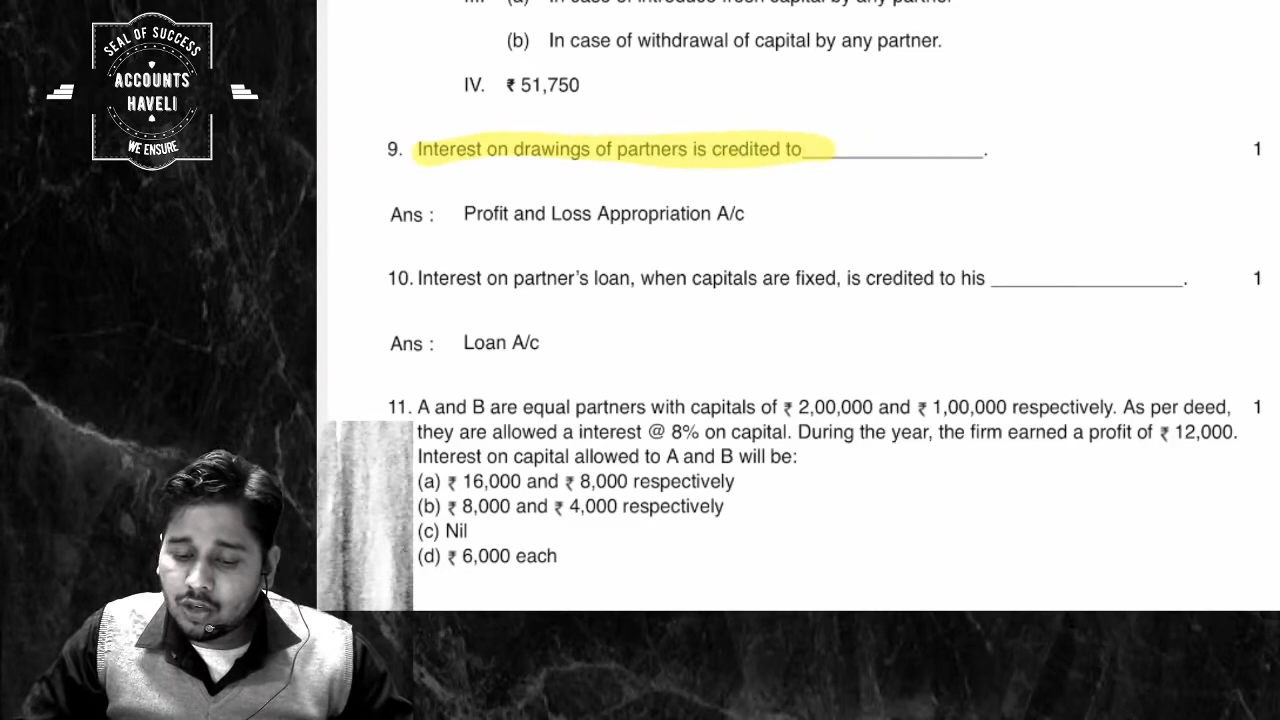 SEAL OF SUCCESS
ACCOUNTS
HAVELI
WE ENSURE
(b) In case of withdrawal of capital by any partner.
IV. ₹ 51,750
9. Interest on drawings of partners is credited to____________________. 1
Ans : Profit and Loss Appropriation A/c
10. Interest on partner's loan, when capitals are fixed, is credited to his ____________________. 1
Ans : Loan A/c
11. A and B are equal partners with capitals of ₹ 2,00,000 and ₹ 1,00,000 respectively. As per deed, 1
they are allowed a interest @ 8% on capital. During the year, the firm earned a profit of ₹ 12,000.
Interest on capital allowed to A and B will be:
(a) ₹ 16,000 and ₹ 8,000 respectively
(b) ₹ 8,000 and ₹ 4,000 respectively
(c) Nil
(d) ₹ 6,000 each